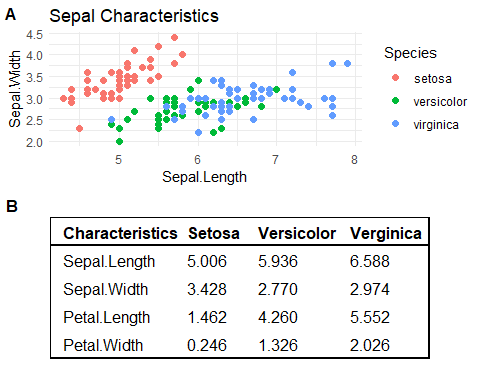 A
Sepal Characteristics
4.5
4.0
3.5
3.0
2.5
2.0
Sepal.Width
5 6 7 8
Sepal.Length
Species
setosa
versicolor
virginica
B
Characteristics Setosa Versicolor Verginica
Sepal.Length 5.006 5.936 6.588
Sepal.Width 3.428 2.770 2.974
Petal.Length 1.462 4.260 5.552
Petal.Width 0.246 1.326 2.026